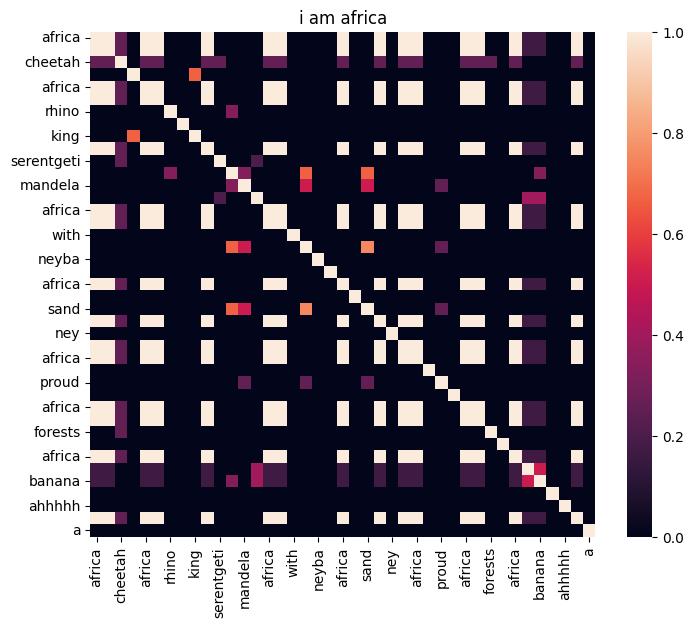 i am africa
africa
cheetah
africa
rhino
king
serentgeti
mandela
africa
with
neyba
africa
sand
ney
africa
proud
africa
forests
africa
banana
ahhhhh
a
1.0
0.8
0.6
0.4
0.2
0.0
africa
cheetah
africa
rhino
king
serentgeti
mandela
africa
with
neyba
africa
sand
ney
africa
proud
africa
forests
africa
banana
ahhhhh
a